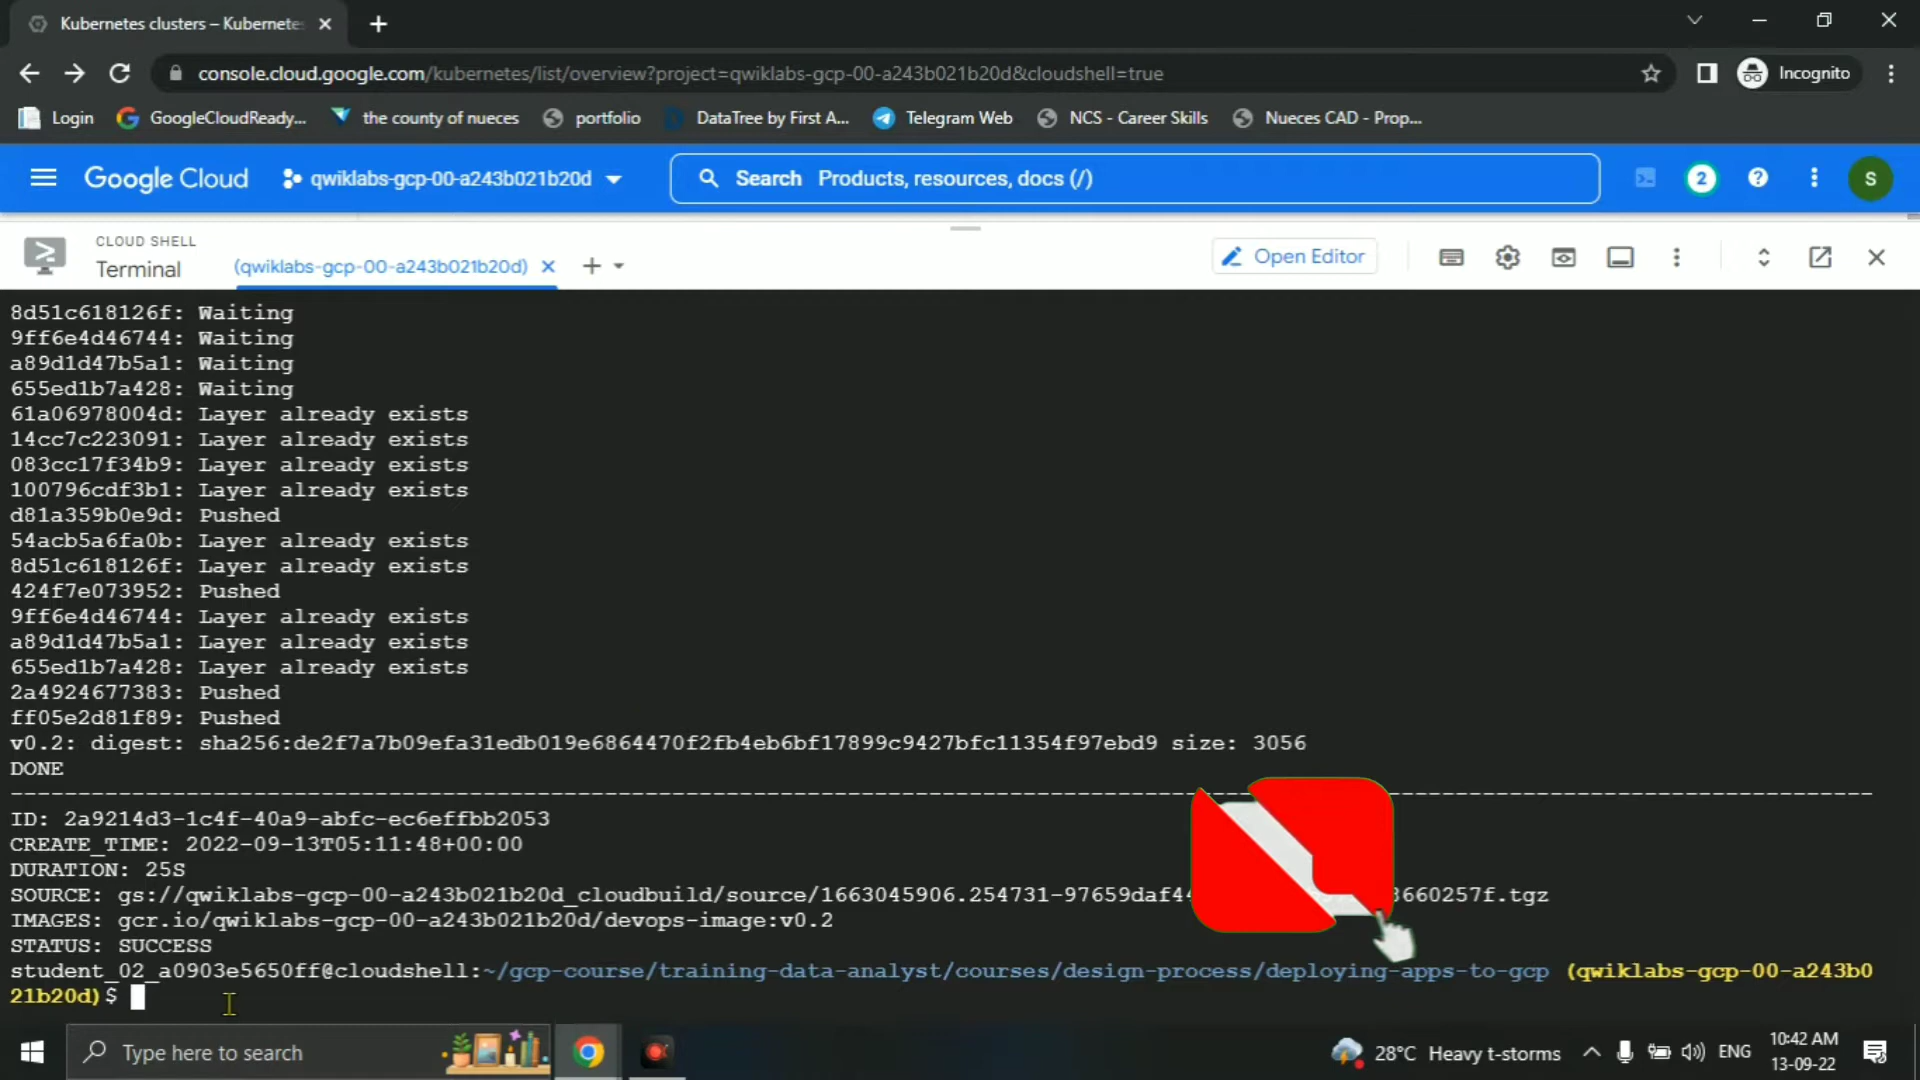 Kubernetes clusters – Kubernete
console.cloud.google.com/kubernetes/list/overview?project=qwiklabs-gcp-00-a243b021b20d&cloudshell=true
Incognito
Login GoogleCloudReady... the county of nueces portfolio DataTree by First A... Telegram Web NCS - Career Skills Nueces CAD - Prop...
Google Cloud qwiklabs-gcp-00-a243b021b20d Search Products, resources, docs (/) 2 S
CLOUD SHELL
Terminal (qwiklabs-gcp-00-a243b021b20d) Open Editor
8d51c618126f: Waiting
9ff6e4d46744: Waiting
a89d1d47b5a1: Waiting
655ed1b7a428: Waiting
61a06978004d: Layer already exists
14cc7c223091: Layer already exists
083cc17f34b9: Layer already exists
100796cdf3b1: Layer already exists
d81a359b0e9d: Pushed
54acb5a6fa0b: Layer already exists
8d51c618126f: Layer already exists
424f7e073952: Pushed
9ff6e4d46744: Layer already exists
a89d1d47b5a1: Layer already exists
655ed1b7a428: Layer already exists
2a4924677383: Pushed
ff05e2d81f89: Pushed
v0.2: digest: sha256:de2f7a7b09efa31edb019e6864470f2fb4eb6bf17899c9427bfc11354f97ebd9 size: 3056
DONE
ID: 2a9214d3-1c4f-40a9-abfc-ec6effbb2053
CREATE_TIME: 2022-09-13T05:11:48+00:00
DURATION: 25S
SOURCE: gs://qwiklabs-gcp-00-a243b021b20d_cloudbuild/source/1663045906.254731-97659daf4 3660257f.tgz
IMAGES: gcr.io/qwiklabs-gcp-00-a243b021b20d/devops-image:v0.2
STATUS: SUCCESS
student_02_a0903e5650ff@cloudshell:~/gcp-course/training-data-analyst/courses/design-process/deploying-apps-to-gcp (qwiklabs-gcp-00-a243b0
21b20d)$
Type here to search 28°C Heavy t-storms ENG
10:42 AM
13-09-22